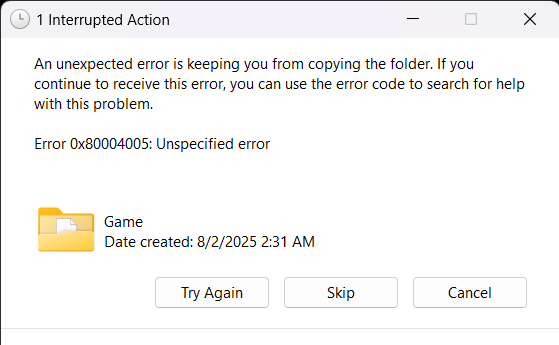 1 Interrupted Action
An unexpected error is keeping you from copying the folder. If you
continue to receive this error, you can use the error code to search for help
with this problem.
Error 0x80004005: Unspecified error
Game
Date created: 8/2/2025 2:31 AM
Try Again
Skip
Cancel